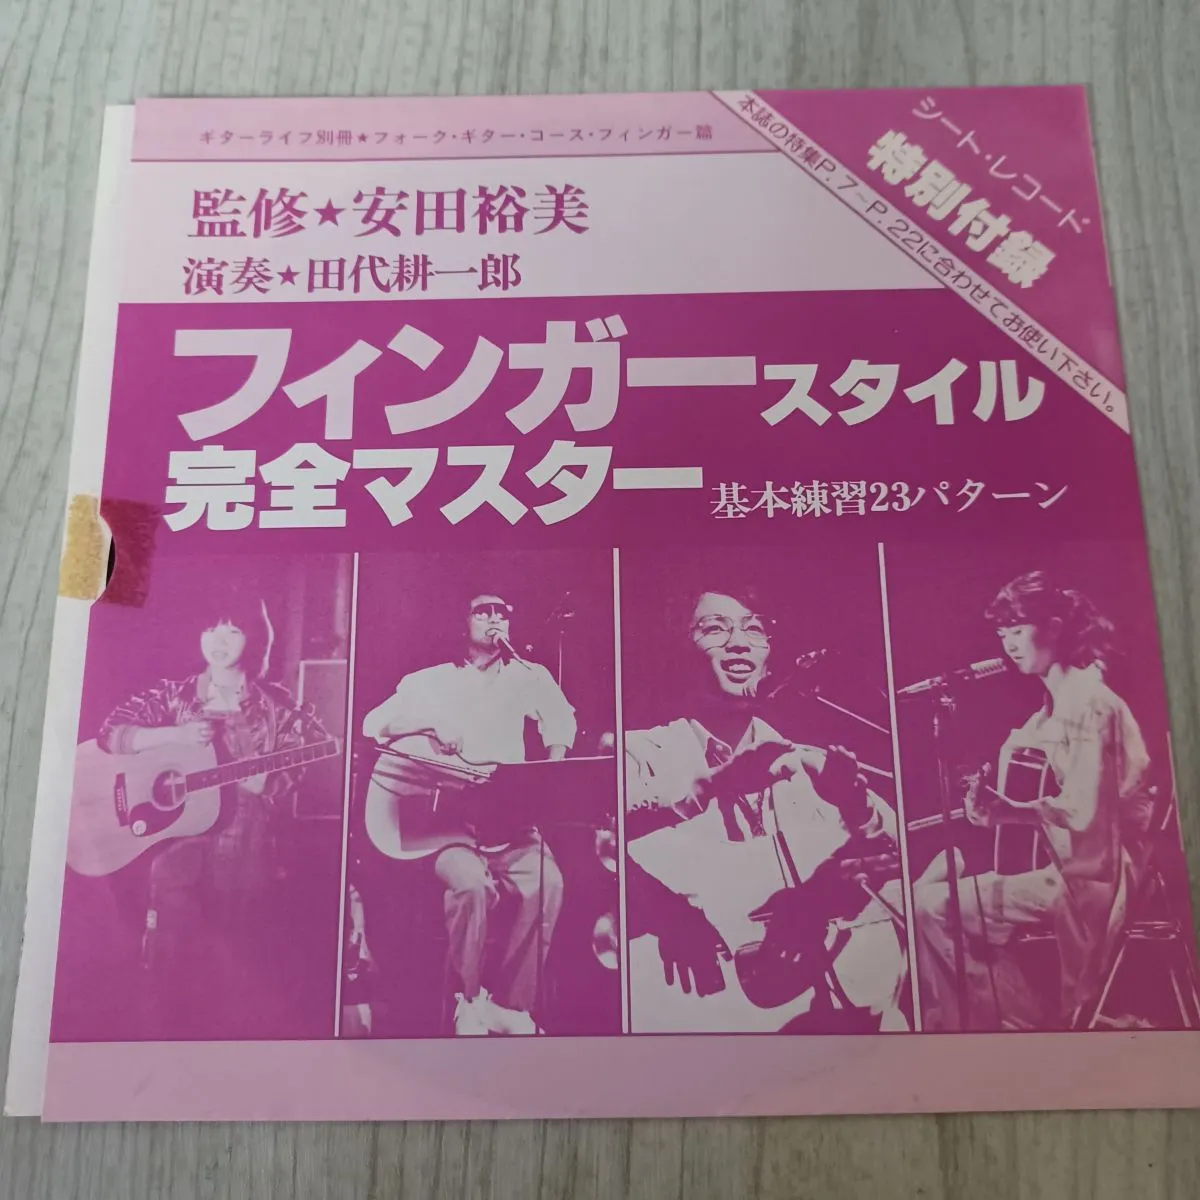 ギターライフ別冊★フォーク・ギター・コース・フィンガー篇
監修★安田裕美
演奏★田代耕一郎
シート・レコード
特別付録
本誌の特集P.7～P.22に合わせてお使い下さい。
フィンガースタイル
完全マスター基本練習23パターン